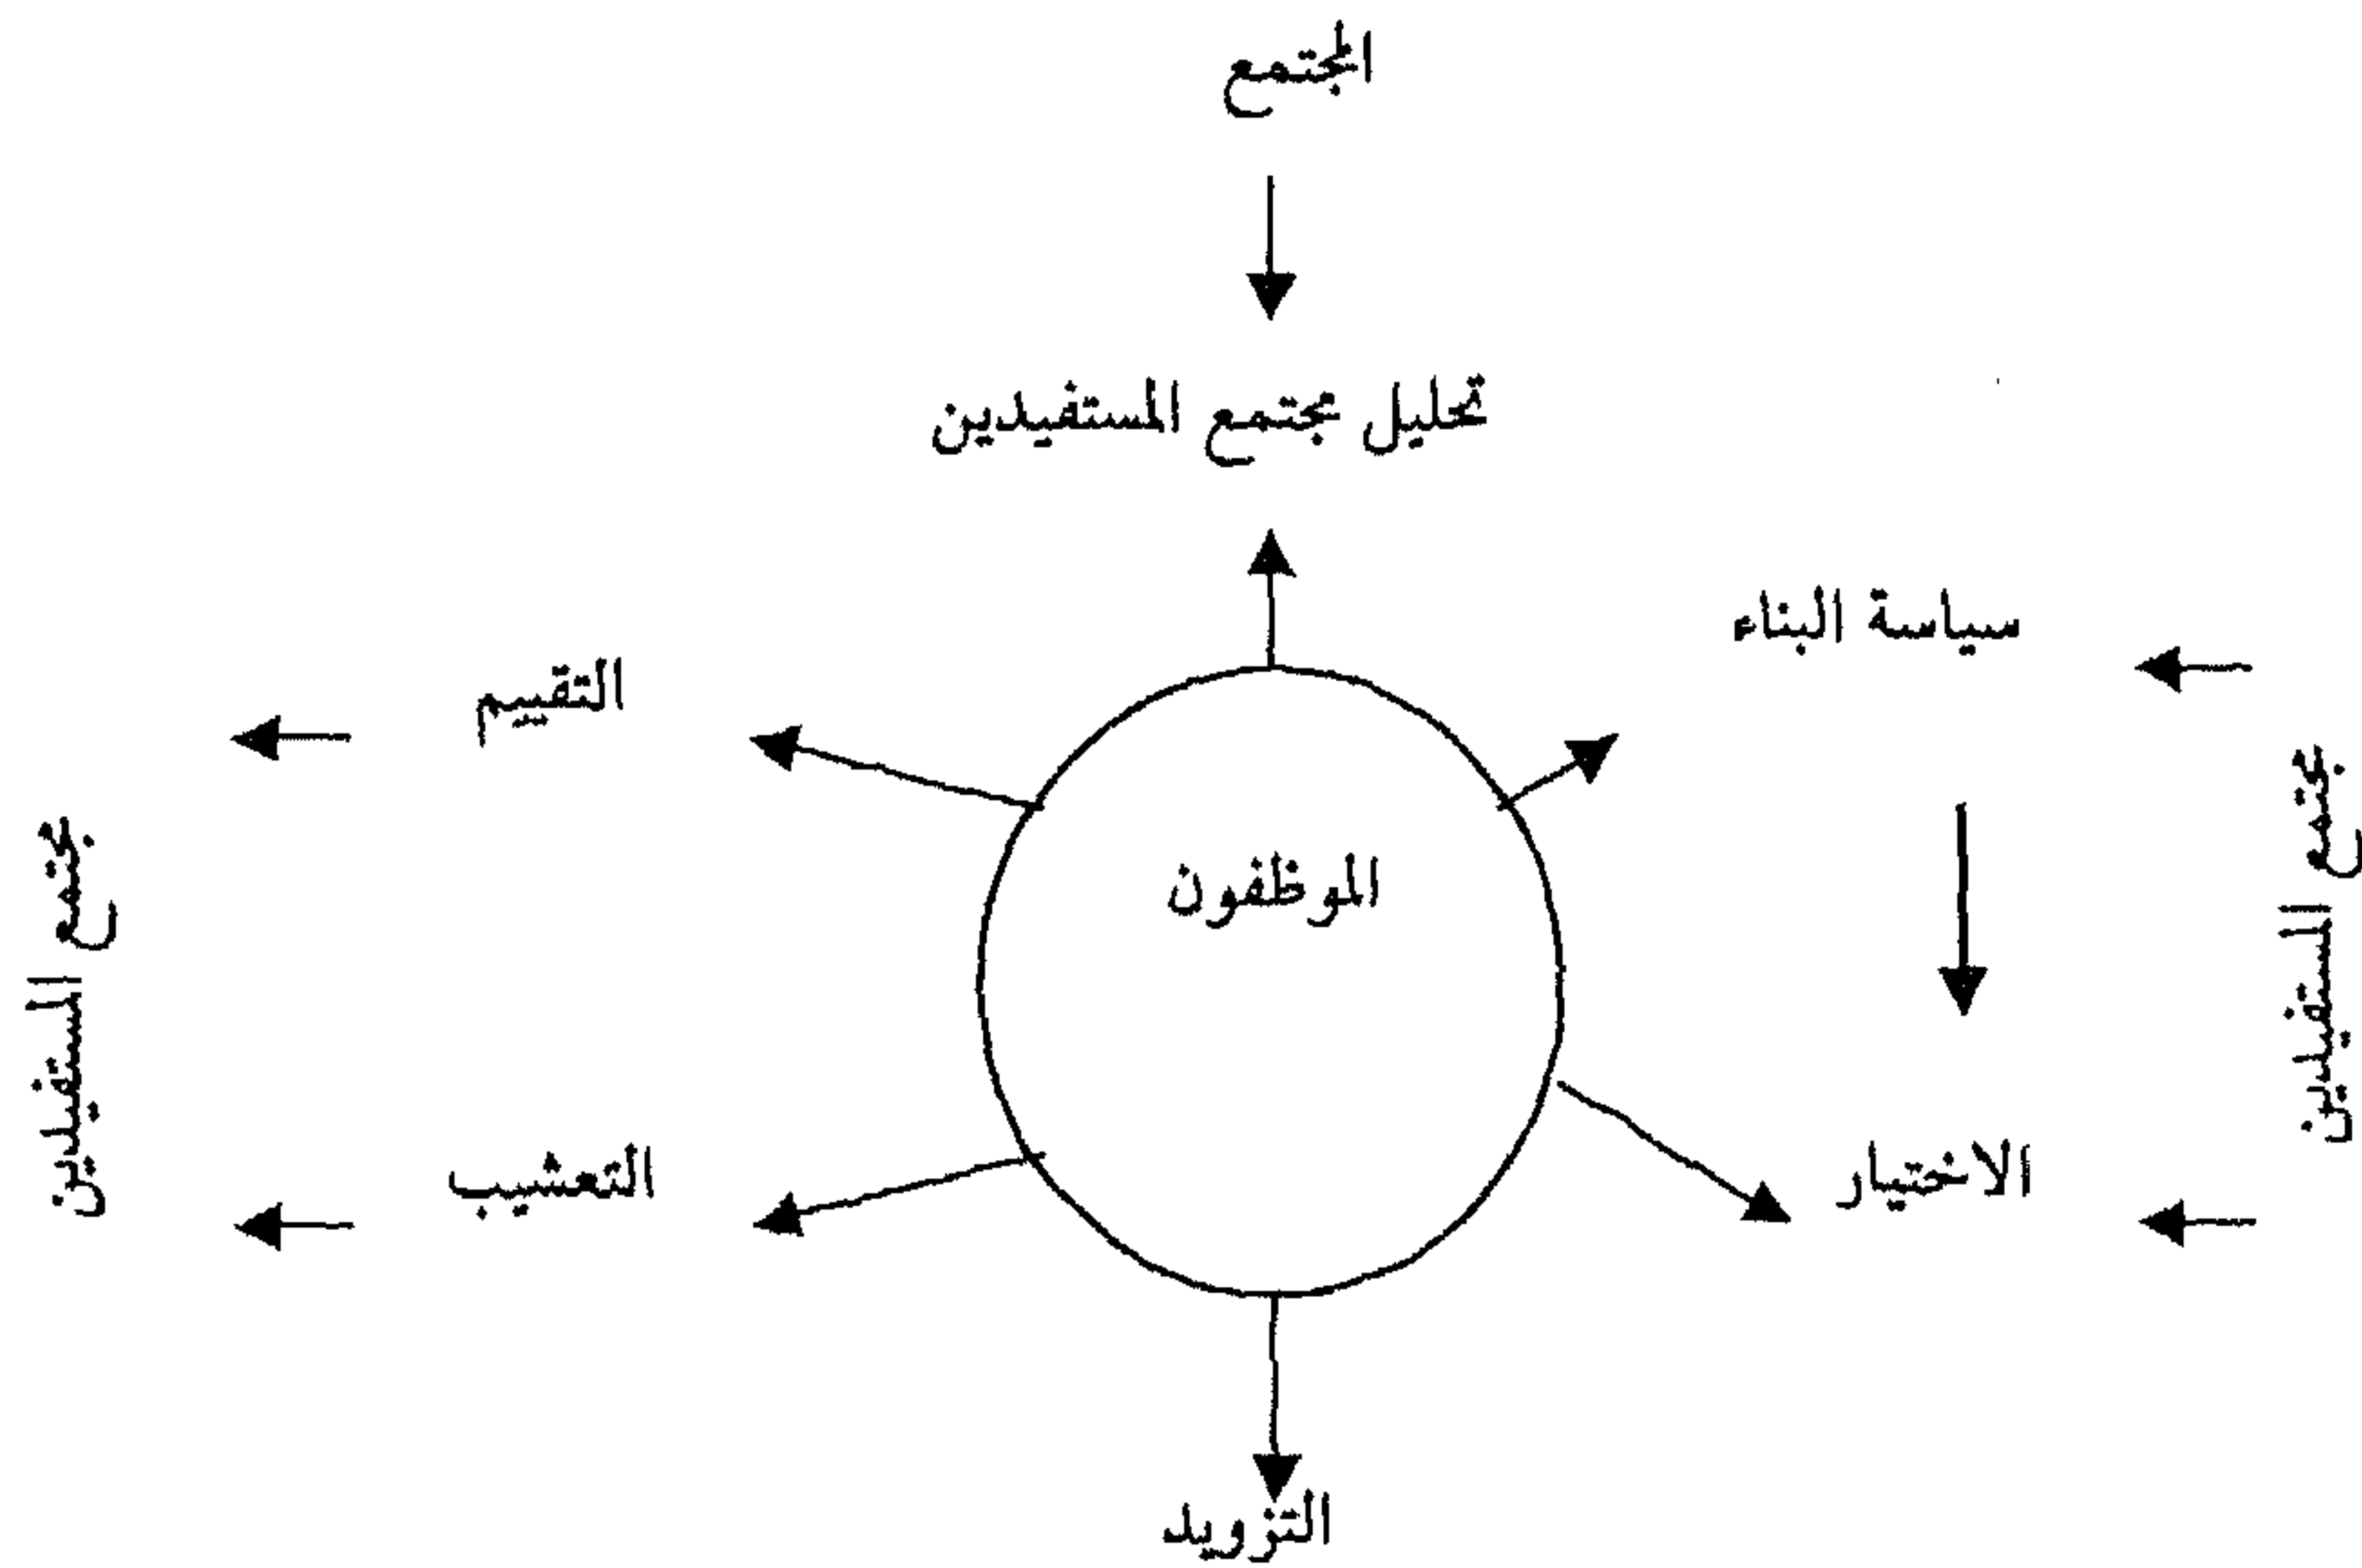 المجتمع
تحليل مجتمع المستفيدين
سياسة البناء
التقييم
مجتمع المستفيدين
الموظفون
مجتمع المستفيدين
الاختيار
التعشيب
التزويد